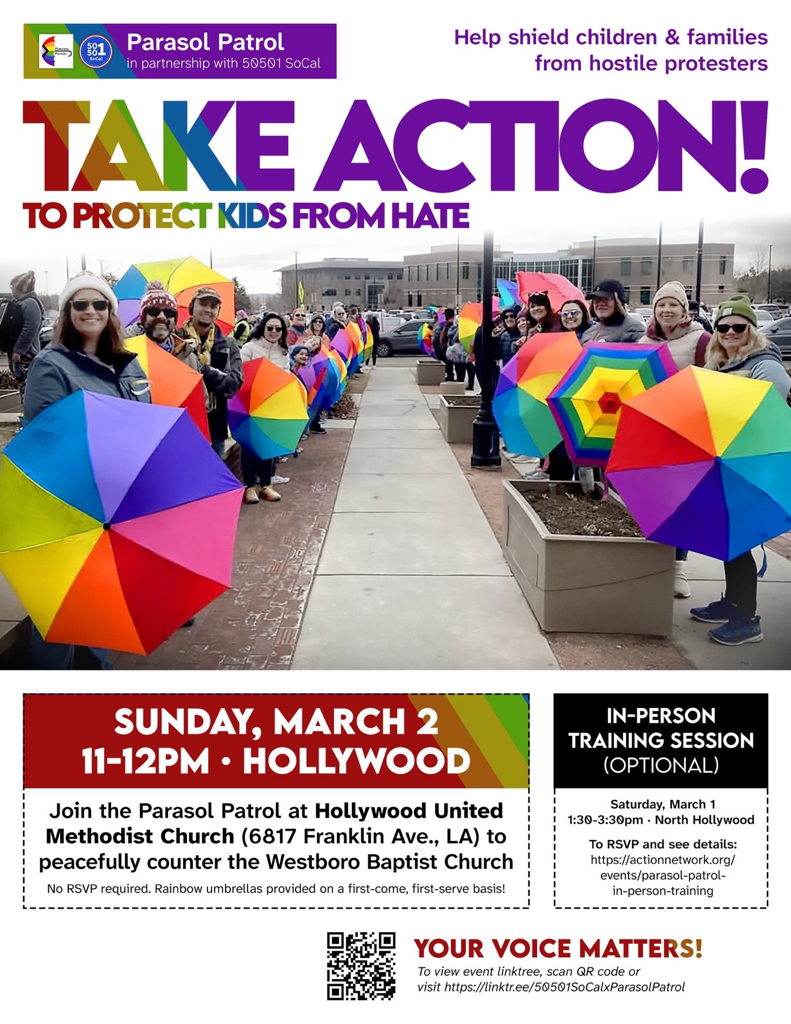 Parasol Patrol
in partnership with 50501 SoCal
Help shield children & families
from hostile protesters
50
50 1
SoCal
TAKE ACTION!
TO PROTECT KIDS FROM HATE
SUNDAY, MARCH 2
11-12PM • HOLLYWOOD
Join the Parasol Patrol at Hollywood United
Methodist Church (6817 Franklin Ave., LA) to
peacefully counter the Westboro Baptist Church
No RSVP required. Rainbow umbrellas provided on a first-come, first-serve basis!
IN-PERSON
TRAINING SESSION
(OPTIONAL)
Saturday, March 1
1:30-3:30pm · North Hollywood
To RSVP and see details:
https://actionnetwork.org/
events/parasol-patrol-
in-person-training
YOUR VOICE MATTERS!
To view event linktree, scan QR code or
visit https://linktr.ee/50501SoCalxParasolPatrol